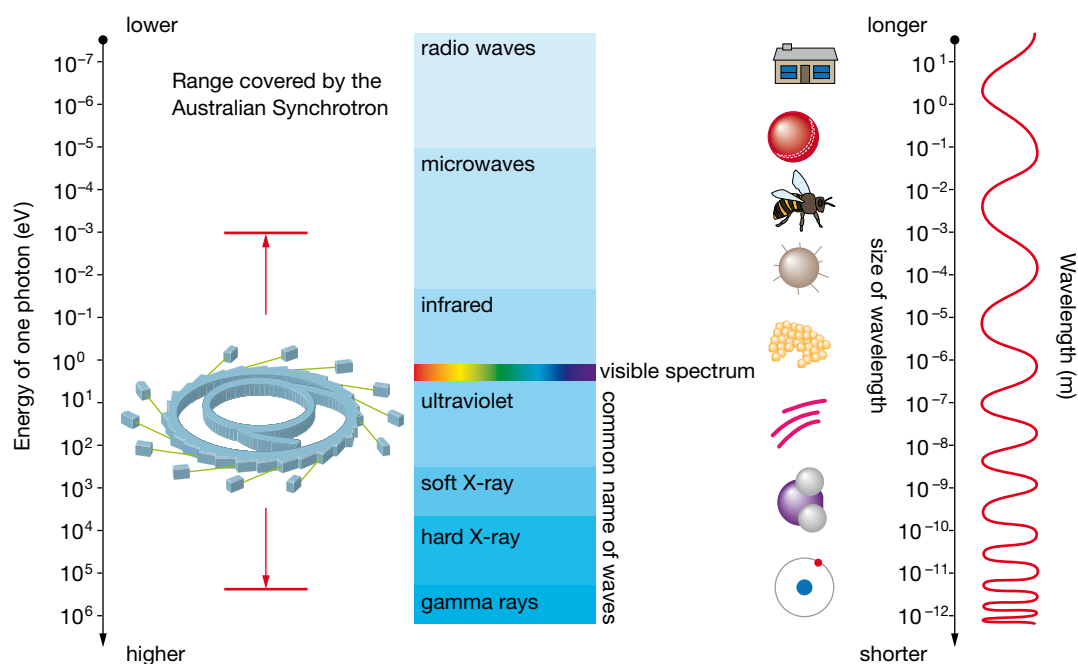 lower
10⁻⁷
10⁻⁶
10⁻⁵
10⁻⁴
10⁻³
10⁻²
10⁻¹
10⁰
10¹
10²
10³
10⁴
10⁵
10⁶
higher
Energy of one photon (eV)
Range covered by the
Australian Synchrotron
radio waves
microwaves
infrared
visible spectrum
ultraviolet
soft X-ray
hard X-ray
gamma rays
common name of waves
size of wavelength
longer
10¹
10⁰
10⁻¹
10⁻²
10⁻³
10⁻⁴
10⁻⁵
10⁻⁶
10⁻⁷
10⁻⁸
10⁻⁹
10⁻¹⁰
10⁻¹¹
10⁻¹²
shorter
Wavelength (m)